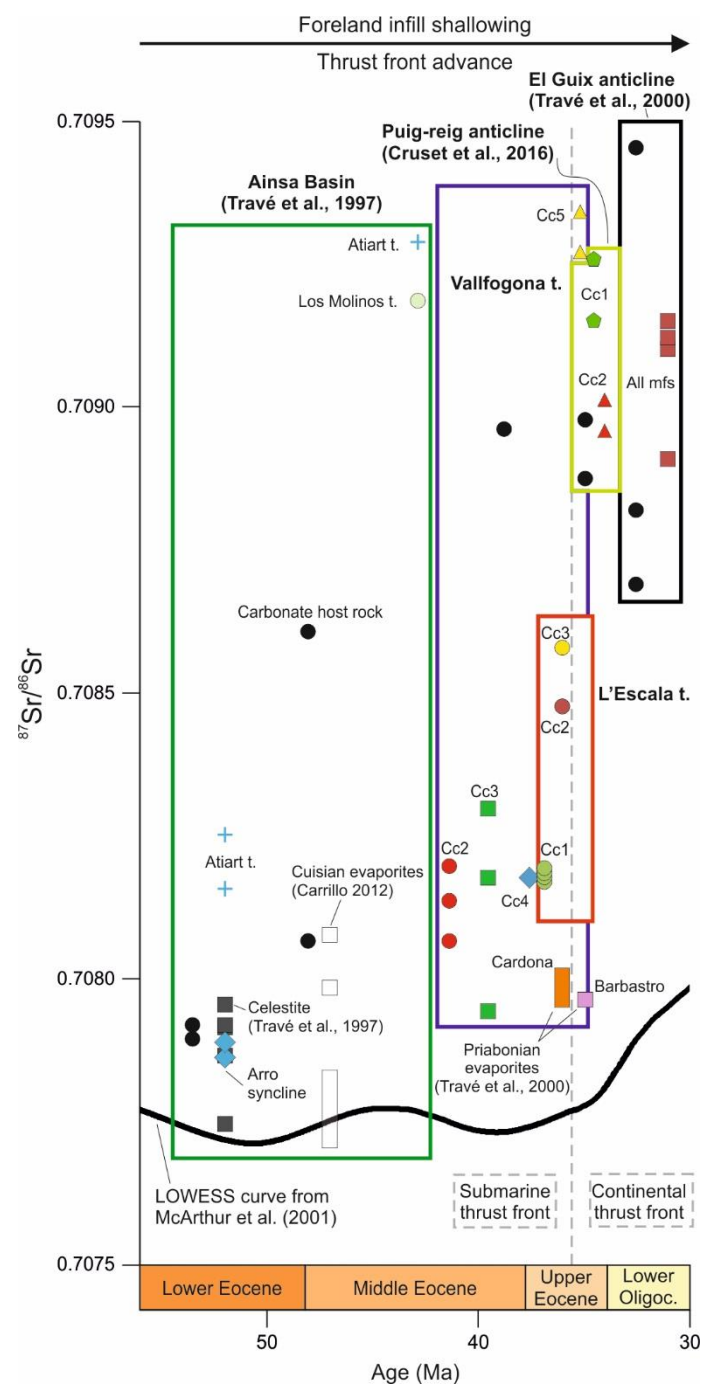 Foreland infill shallowing
Thrust front advance
El Guix anticline
(Travé et al., 2000)
0.7095
Puig-reig anticline
(Cruset et al., 2016)
Ainsa Basin
(Travé et al., 1997)
Cc5
Atiart t.
Vallfogona t.
Los Molinos t.
Cc1
Cc2
All mfs
0.7090
Carbonate host rock
Cc3
L'Escala t.
Cc2
87Sr/86Sr
0.7085
Cc3
Cc2
Cc1
Atiart t.
Cuisian evaporites
(Carrillo 2012)
Cc4
Cardona
0.7080
Barbastro
Celestite
(Travé et al., 1997)
Priabonian
evaporites
(Travé et al., 2000)
Arro
syncline
LOWESS curve from
McArthur et al. (2001)
Submarine
thrust front
Continental
thrust front
0.7075
Lower Eocene
Middle Eocene
Upper
Eocene
Lower
Oligoc.
50
40
30
Age (Ma)